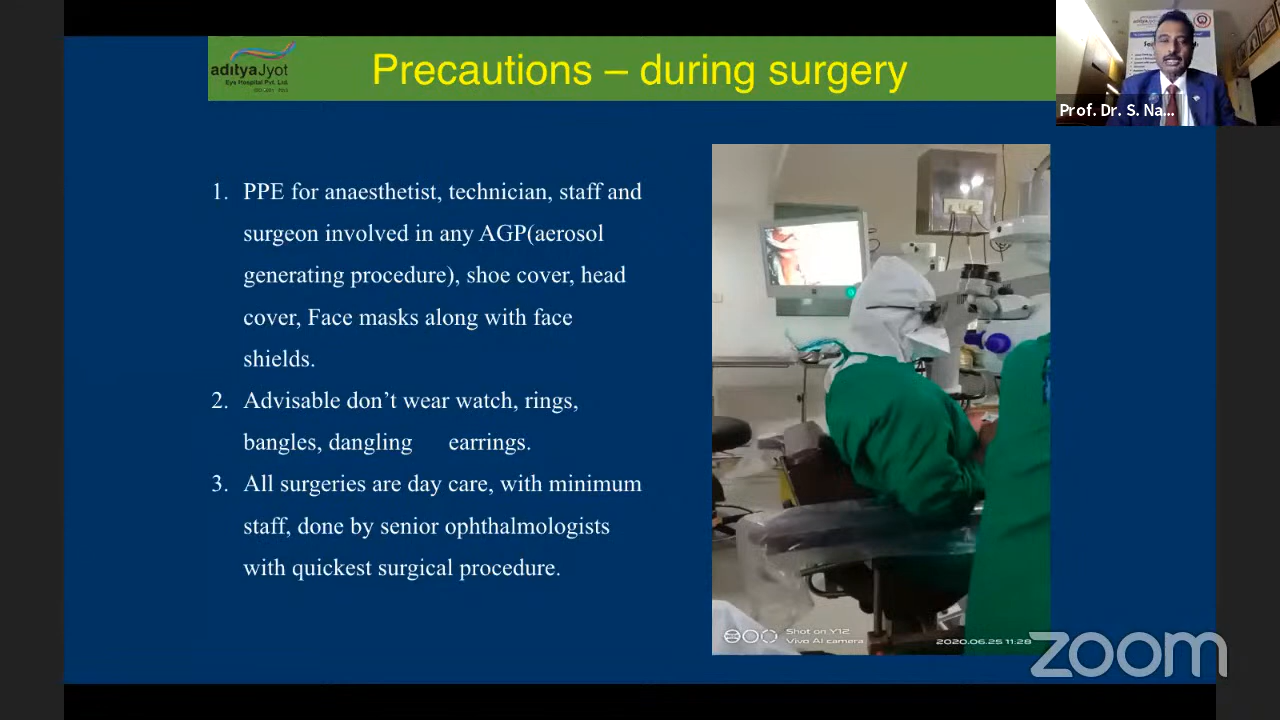 adityaJyot
Eye Hospital Pvt. Ltd.
Precautions – during surgery
Prof. Dr. S. Na...
1. PPE for anaesthetist, technician, staff and
surgeon involved in any AGP(aerosol
generating procedure), shoe cover, head
cover, Face masks along with face
shields.
2. Advisable don’t wear watch, rings,
bangles, dangling earrings.
3. All surgeries are day care, with minimum
staff, done by senior ophthalmologists
with quickest surgical procedure.
Shot on Y12
Vivo AI camera
2020.06.25 11:28
zoom